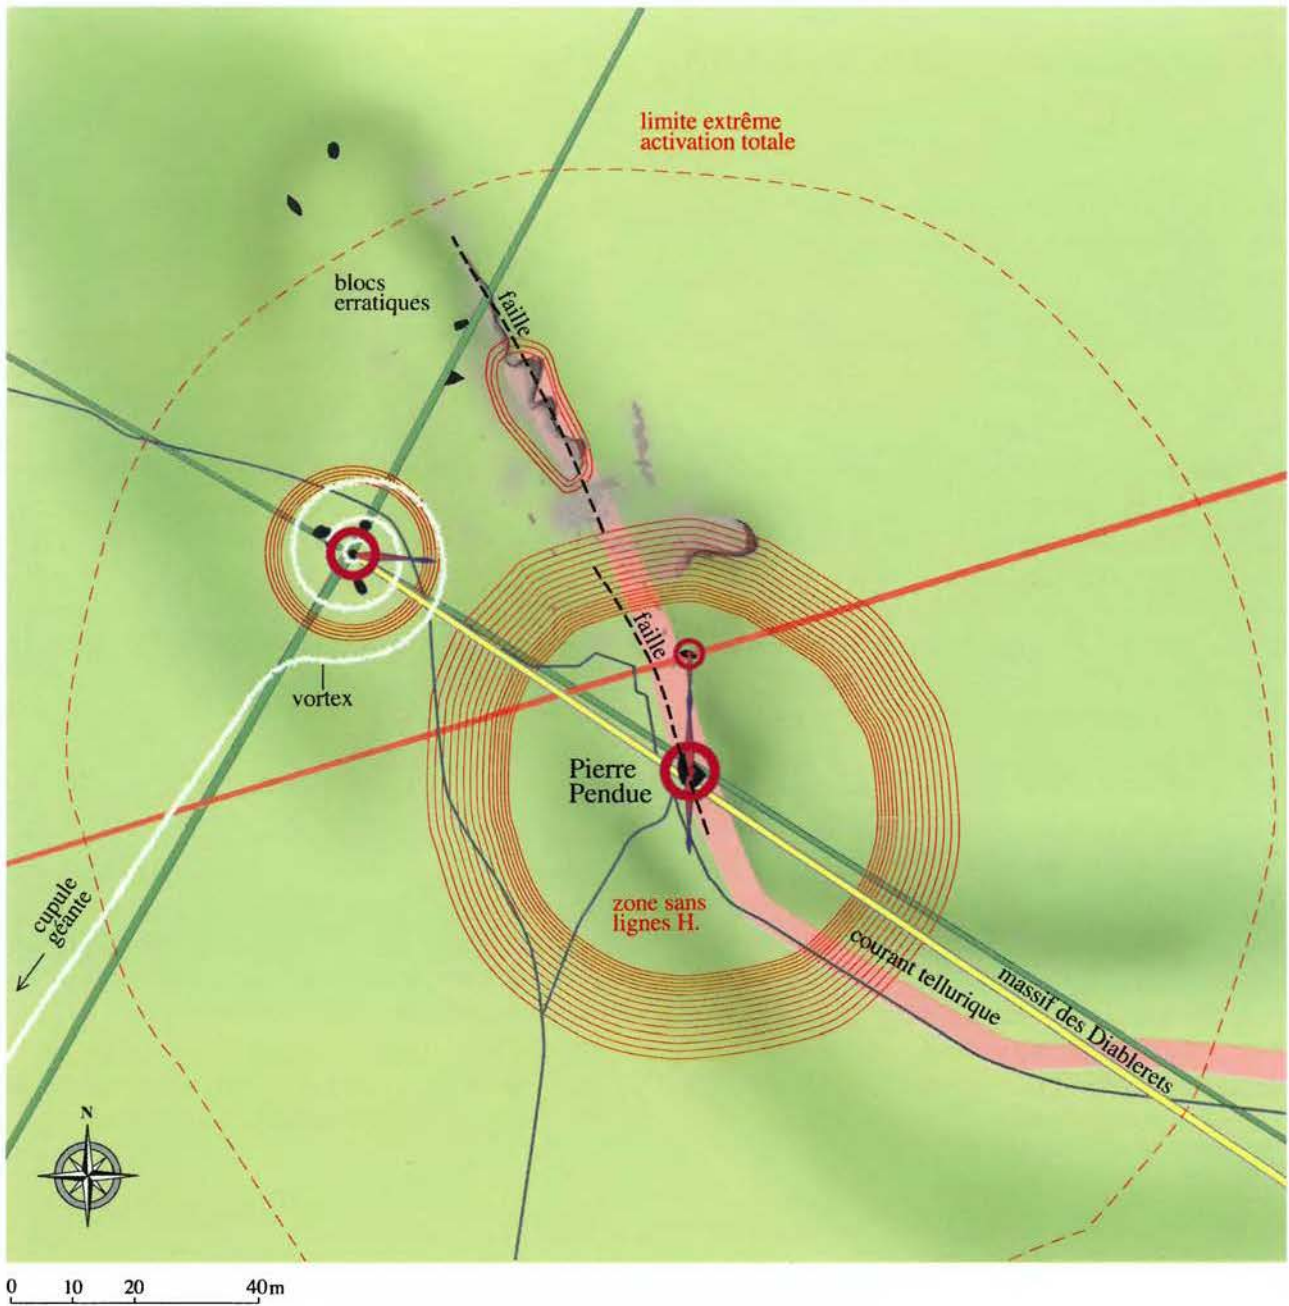 limite extrême
activation totale
blocs
erratiques
faille
faille
vortex
Pierre
Pendue
cupule
géante
zone sans
lignes H.
courant tellurique
massif des Diablerets
N
0 10 20 40 m